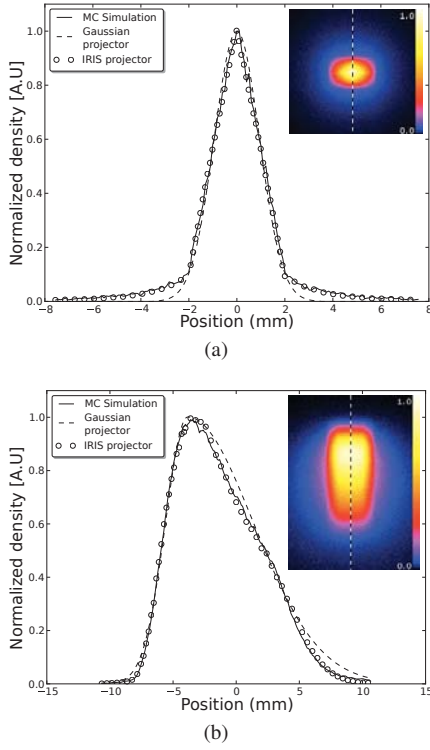 MC Simulation
Gaussian
projector
IRIS projector
1.0
0.0
Normalized density [A.U]
1.0
0.8
0.6
0.4
0.2
0.0
−8 −6 −4 −2 0 2 4 6 8
Position (mm)
(a)
MC Simulation
Gaussian
projector
IRIS projector
1.0
0.0
Normalized density [A.U]
1.0
0.8
0.6
0.4
0.2
0.0
−15 −10 −5 0 5 10 15
Position (mm)
(b)